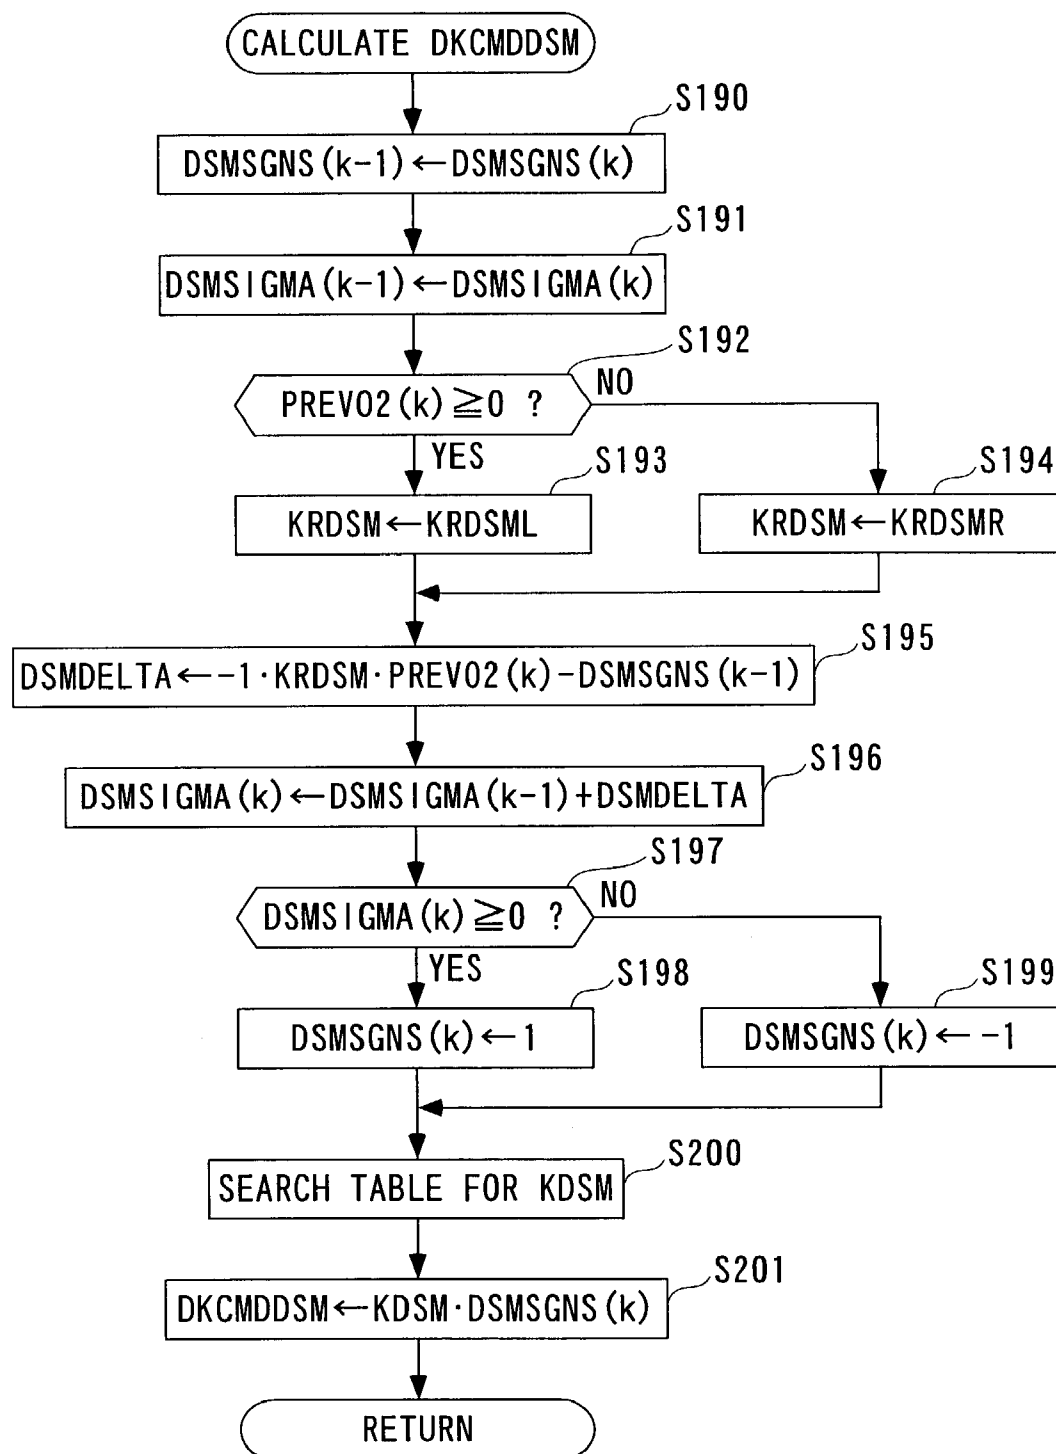 CALCULATE DKCMDDSM
S190
DSMSGNS(k-1)←DSMSGNS(k)
S191
DSMSIGMA(k-1)←DSMSIGMA(k)
S192
PREVO2(k)≧0 ?
NO
YES
S193
KRDSM←KRDSML
S194
KRDSM←KRDSMR
S195
DSMDELTA←-1·KRDSM·PREVO2(k)-DSMSGNS(k-1)
S196
DSMSIGMA(k)←DSMSIGMA(k-1)+DSMDELTA
S197
DSMSIGMA(k)≧0 ?
NO
YES
S198
DSMSGNS(k)←1
S199
DSMSGNS(k)←-1
S200
SEARCH TABLE FOR KDSM
S201
DKCMDDSM←KDSM·DSMSGNS(k)
RETURN